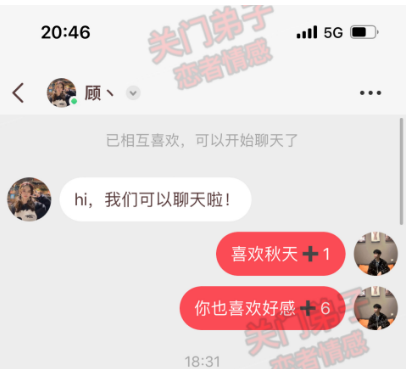 20:46
5G
关门弟子
恋者情感
顾丶
已相互喜欢，可以开始聊天了
hi，我们可以聊天啦！
喜欢秋天➕1
你也喜欢好感➕6
18:31
关门弟子
恋者情感